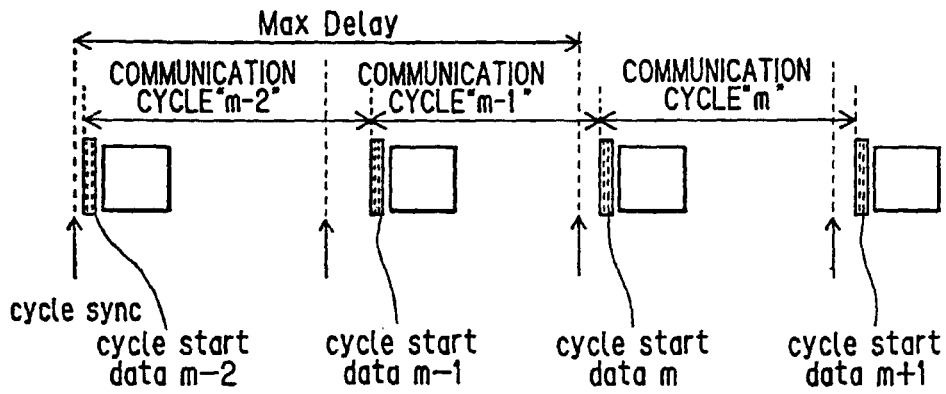 Max Delay
COMMUNICATION
CYCLE"m-2"
COMMUNICATION
CYCLE"m-1"
COMMUNICATION
CYCLE"m"
cycle sync
cycle start
data m-2
cycle start
data m-1
cycle start
data m
cycle start
data m+1